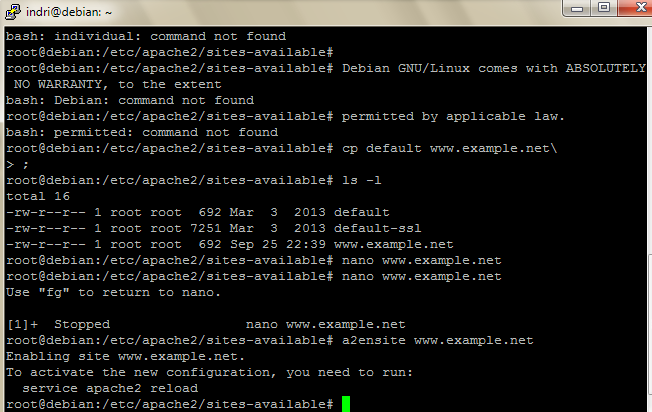 indri@debian: ~
bash: individual: command not found
root@debian:/etc/apache2/sites-available#
root@debian:/etc/apache2/sites-available# Debian GNU/Linux comes with ABSOLUTELY
 NO WARRANTY, to the extent
bash: Debian: command not found
root@debian:/etc/apache2/sites-available# permitted by applicable law.
bash: permitted: command not found
root@debian:/etc/apache2/sites-available# cp default www.example.net\
> ;
root@debian:/etc/apache2/sites-available# ls -l
total 16
-rw-r--r-- 1 root root  692 Mar  3  2013 default
-rw-r--r-- 1 root root 7251 Mar  3  2013 default-ssl
-rw-r--r-- 1 root root  692 Sep 25 22:39 www.example.net
root@debian:/etc/apache2/sites-available# nano www.example.net
root@debian:/etc/apache2/sites-available# nano www.example.net
Use "fg" to return to nano.
[1]+  Stopped                 nano www.example.net
root@debian:/etc/apache2/sites-available# a2ensite www.example.net
Enabling site www.example.net.
To activate the new configuration, you need to run:
  service apache2 reload
root@debian:/etc/apache2/sites-available#